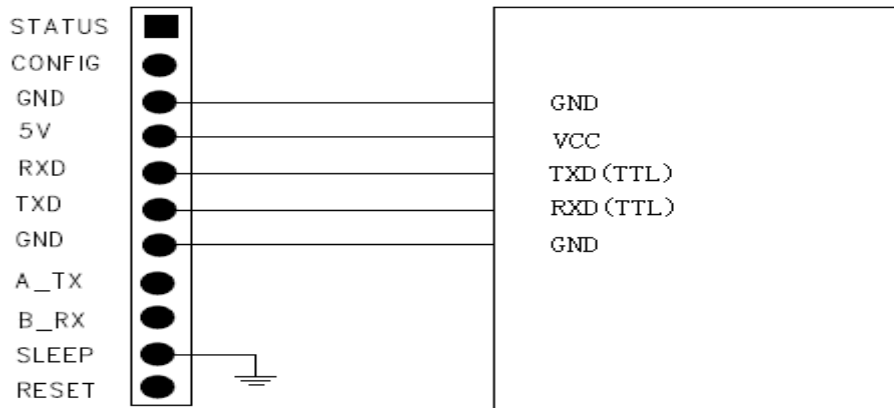 STATUS
CONFIG
GND
5V
RXD
TXD
GND
A_TX
B_RX
SLEEP
RESET
GND
VCC
TXD(TTL)
RXD(TTL)
GND